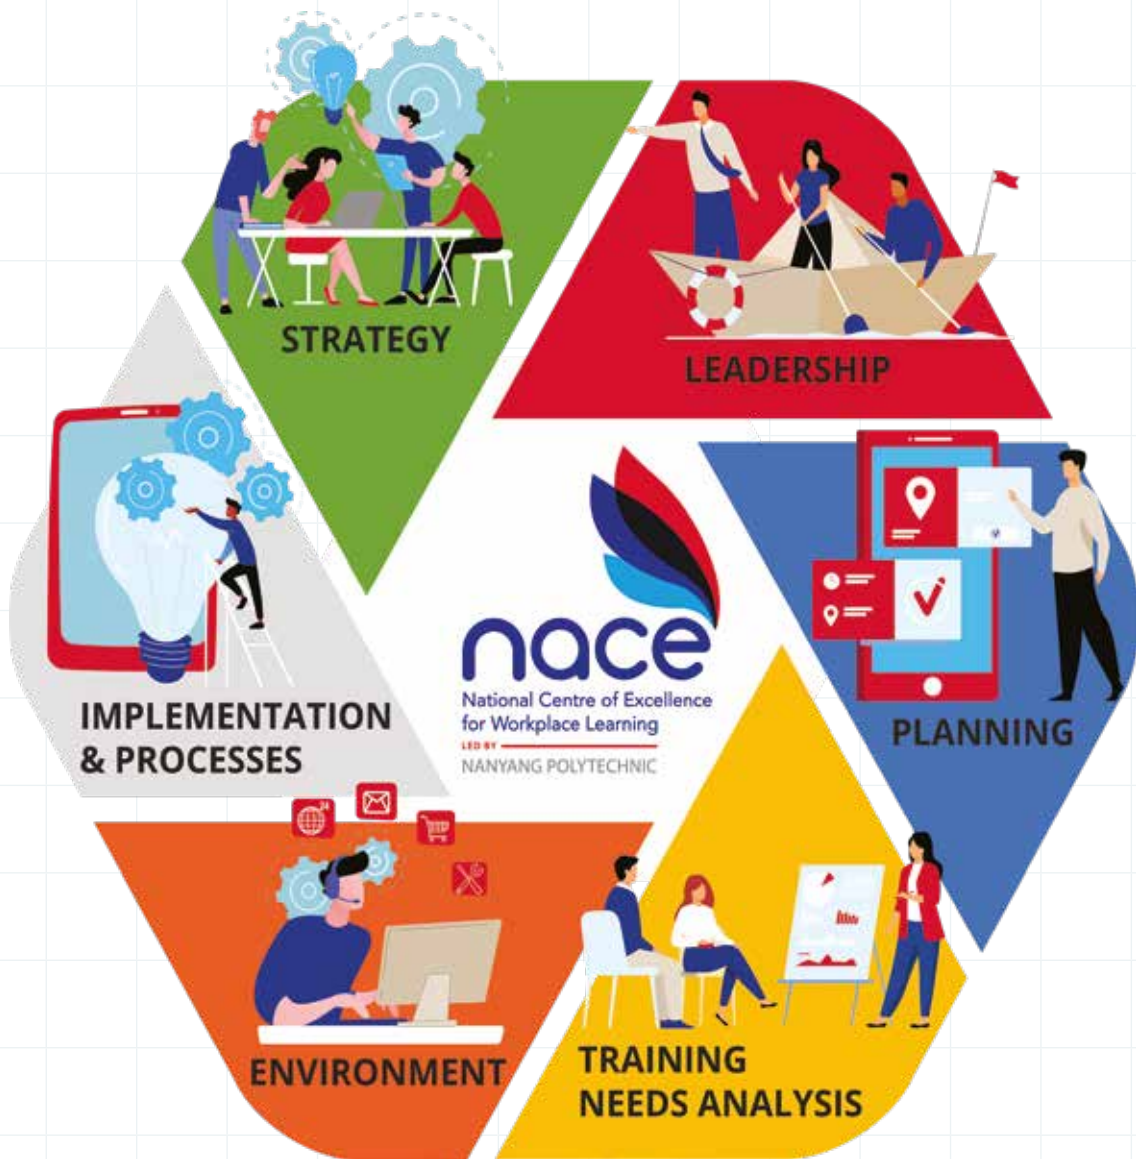 STRATEGY
LEADERSHIP
nace
National Centre of Excellence
for Workplace Learning
LED BY
NANYANG POLYTECHNIC
PLANNING
IMPLEMENTATION
& PROCESSES
24
ENVIRONMENT
TRAINING
NEEDS ANALYSIS